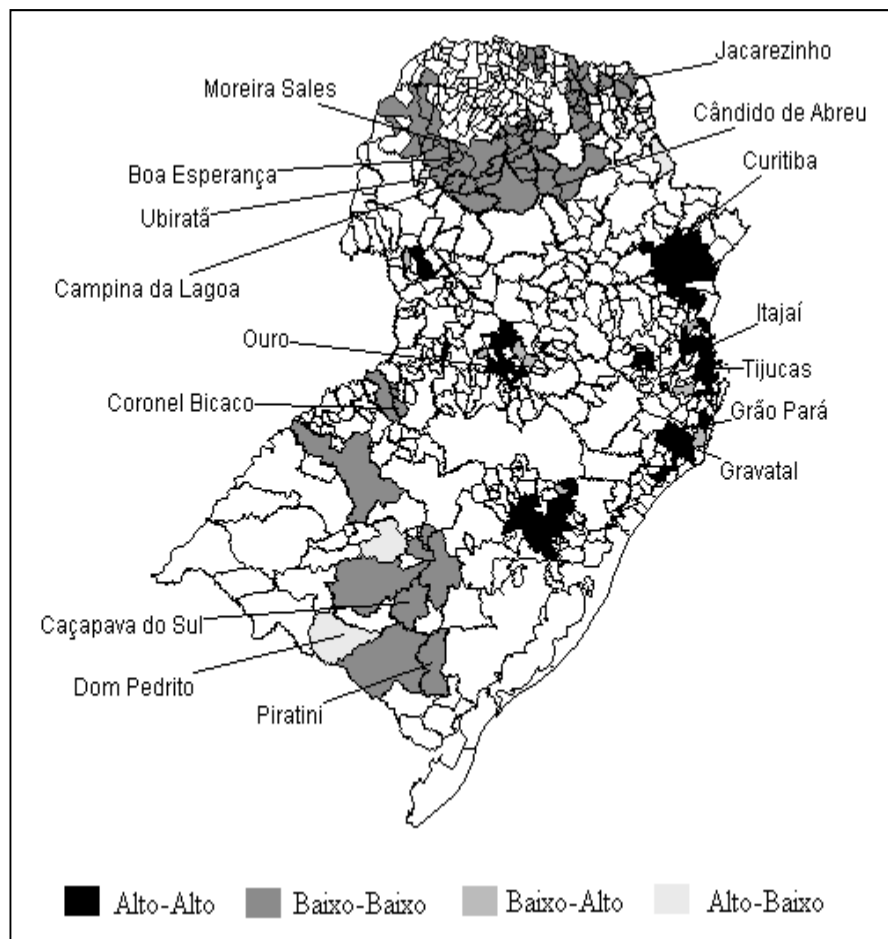 Jacarezinho
Moreira Sales
Cândido de Abreu
Boa Esperança
Curitiba
Ubiratã
Campina da Lagoa
Itajaí
Ouro
Tijucas
Coronel Bicaco
Grão Pará
Gravatal
Caçapava do Sul
Dom Pedrito
Piratini
Alto-Alto Baixo-Baixo Baixo-Alto Alto-Baixo